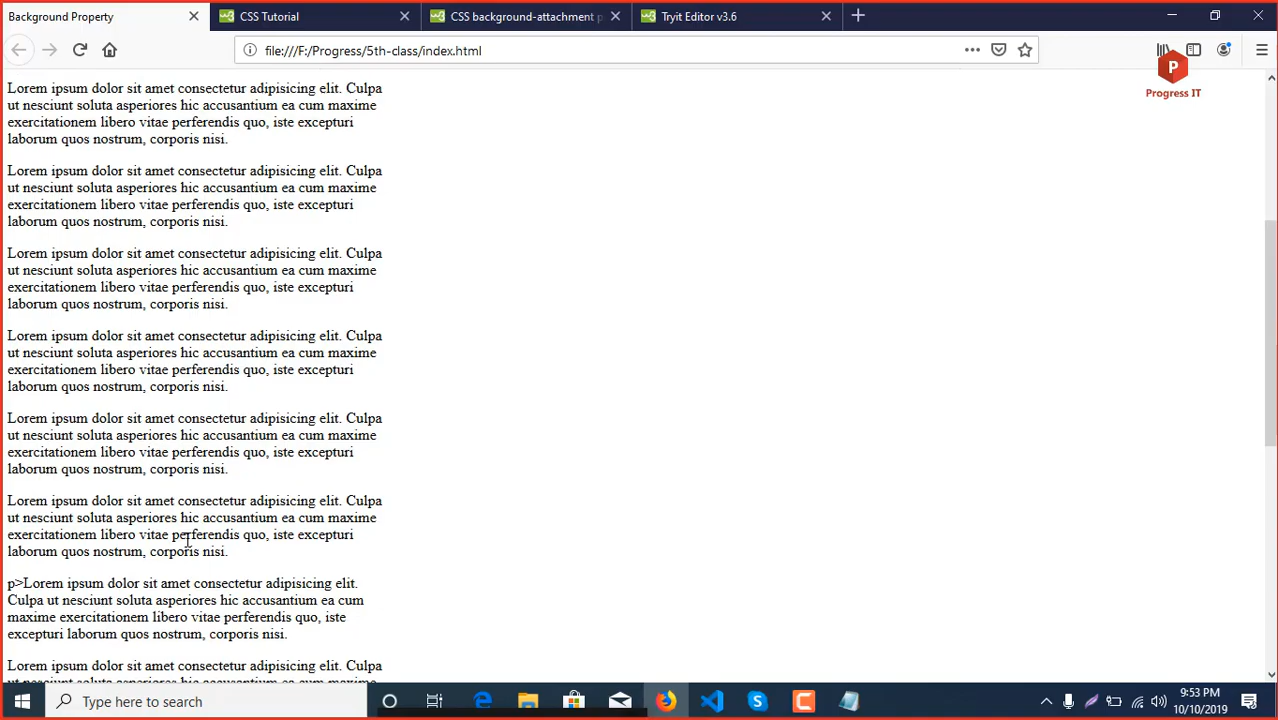 Background Property
CSS Tutorial
CSS background-attachment p
Tryit Editor v3.6
file:///F:/Progress/5th-class/index.html
P
Progress IT
Lorem ipsum dolor sit amet consectetur adipisicing elit. Culpa
ut nesciunt soluta asperiores hic accusantium ea cum maxime
exercitationem libero vitae perferendis quo, iste excepturi
laborum quos nostrum, corporis nisi.
Lorem ipsum dolor sit amet consectetur adipisicing elit. Culpa
ut nesciunt soluta asperiores hic accusantium ea cum maxime
exercitationem libero vitae perferendis quo, iste excepturi
laborum quos nostrum, corporis nisi.
Lorem ipsum dolor sit amet consectetur adipisicing elit. Culpa
ut nesciunt soluta asperiores hic accusantium ea cum maxime
exercitationem libero vitae perferendis quo, iste excepturi
laborum quos nostrum, corporis nisi.
Lorem ipsum dolor sit amet consectetur adipisicing elit. Culpa
ut nesciunt soluta asperiores hic accusantium ea cum maxime
exercitationem libero vitae perferendis quo, iste excepturi
laborum quos nostrum, corporis nisi.
Lorem ipsum dolor sit amet consectetur adipisicing elit. Culpa
ut nesciunt soluta asperiores hic accusantium ea cum maxime
exercitationem libero vitae perferendis quo, iste excepturi
laborum quos nostrum, corporis nisi.
Lorem ipsum dolor sit amet consectetur adipisicing elit. Culpa
ut nesciunt soluta asperiores hic accusantium ea cum maxime
exercitationem libero vitae perferendis quo, iste excepturi
laborum quos nostrum, corporis nisi.
p>Lorem ipsum dolor sit amet consectetur adipisicing elit.
Culpa ut nesciunt soluta asperiores hic accusantium ea cum
maxime exercitationem libero vitae perferendis quo, iste
excepturi laborum quos nostrum, corporis nisi.
Lorem ipsum dolor sit amet consectetur adipisicing elit. Culpa
ut nesciunt soluta asperiores hic accusantium ea cum maxime
Type here to search
9:53 PM
10/10/2019